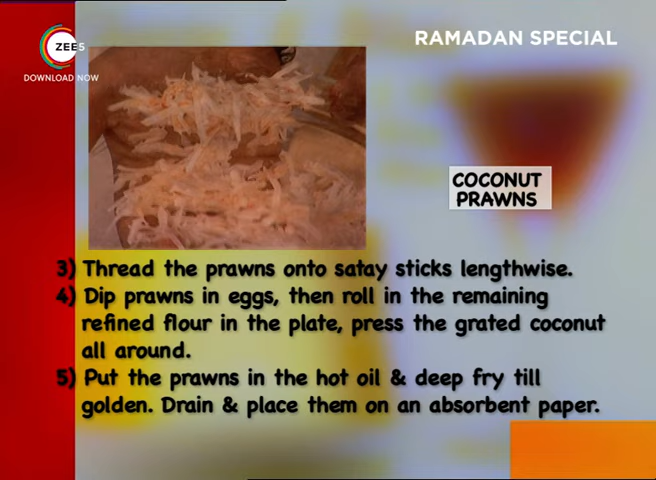 ZEE5
DOWNLOAD NOW
RAMADAN SPECIAL
COCONUT
PRAWNS
3) Thread the prawns onto satay sticks lengthwise.
4) Dip prawns in eggs, then roll in the remaining
refined flour in the plate, press the grated coconut
all around.
5) Put the prawns in the hot oil & deep fry till
golden. Drain & place them on an absorbent paper.